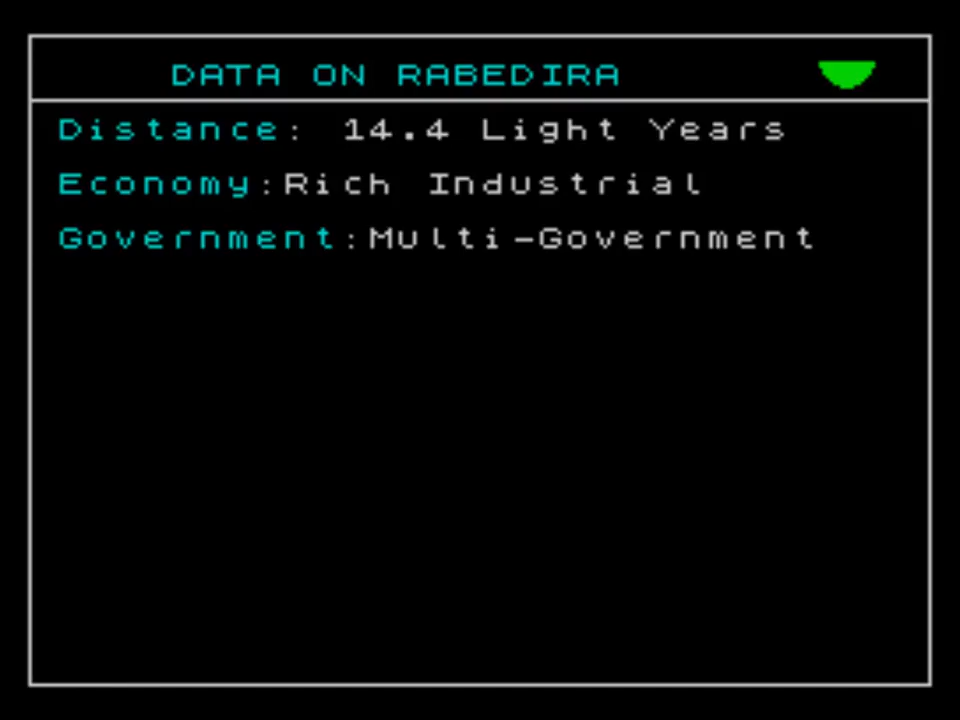 DATA ON RABEDIRA
Distance: 14.4 Light Years
Economy:Rich Industrial
Government:Multi-Government